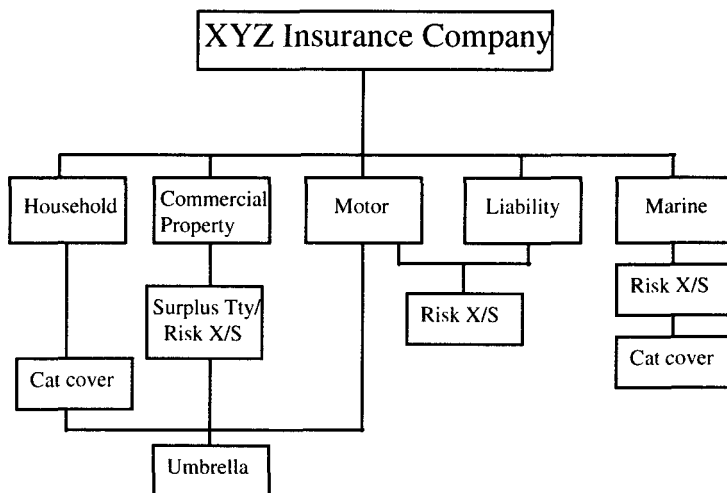 XYZ Insurance Company
Household
Commercial
Property
Motor
Liability
Marine
Surplus Tty/
Risk X/S
Risk X/S
Risk X/S
Cat cover
Cat cover
Umbrella